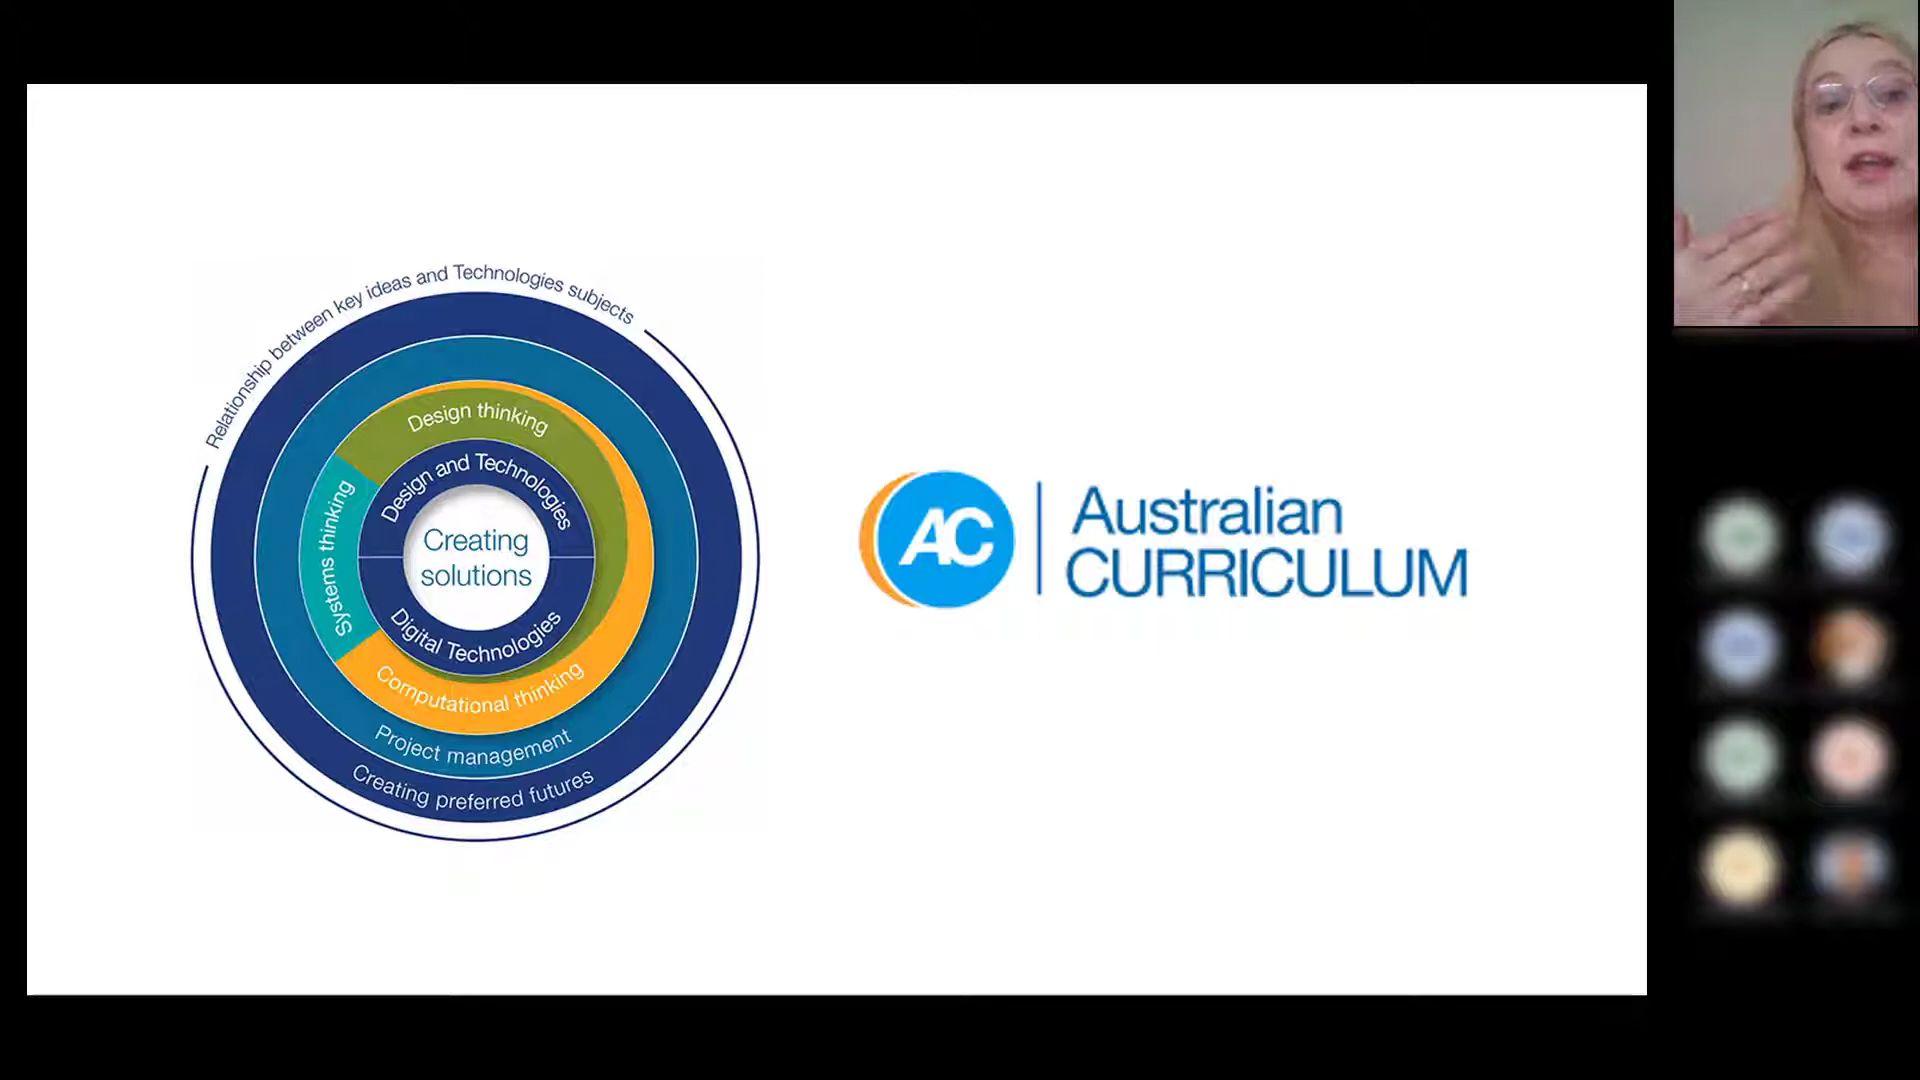 Relationship between key ideas and Technologies subjects
Design thinking
Design and Technologies
Systems thinking
Creating
solutions
Digital Technologies
Computational thinking
Project management
Creating preferred futures
AC
Australian
CURRICULUM